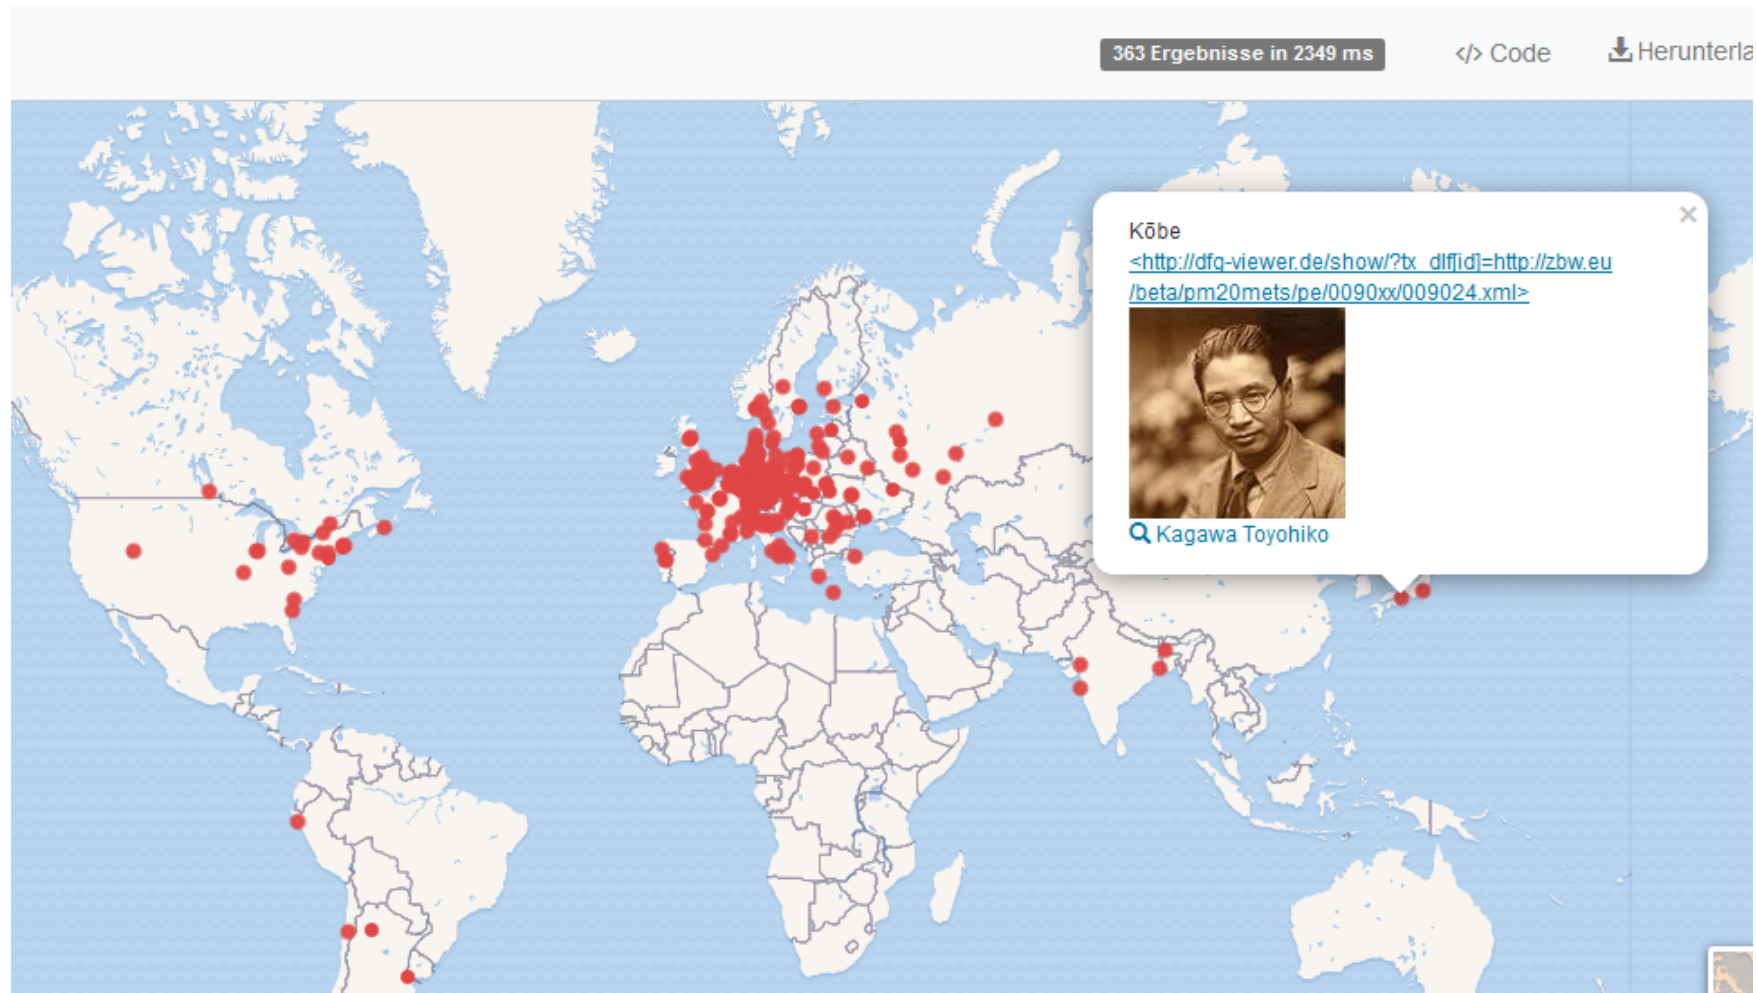 363 Ergebnisse in 2349 ms
</> Code
Herunterla
Kōbe
<http://dfg-viewer.de/show/?tx_dlf[id]=http://zbw.eu
/beta/pm20mets/pe/0090xx/009024.xml>
Kagawa Toyohiko